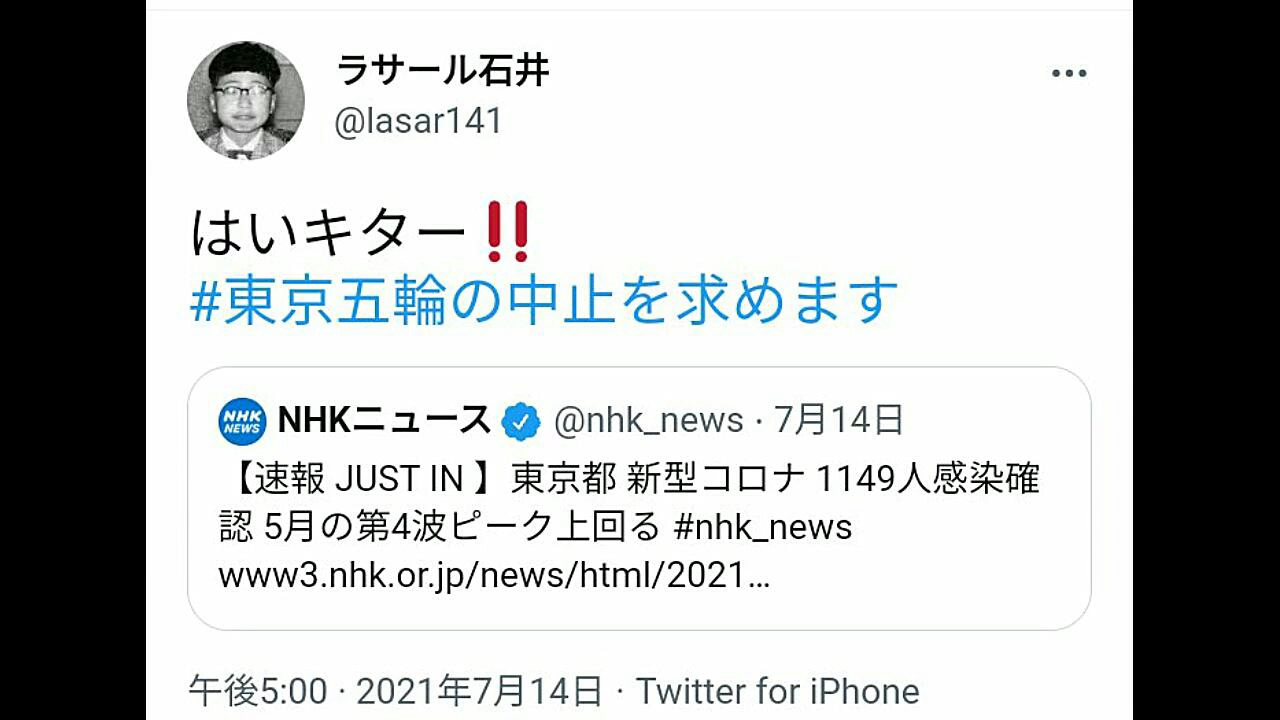 ラサール石井
@lasar141
はいキター‼️
#東京五輪の中止を求めます
NHK NEWS NHKニュース @nhk_news · 7月14日
【速報 JUST IN 】東京都 新型コロナ 1149人感染確
認 5月の第4波ピーク上回る #nhk_news
www3.nhk.or.jp/news/html/2021…
午後5:00 · 2021年7月14日 · Twitter for iPhone